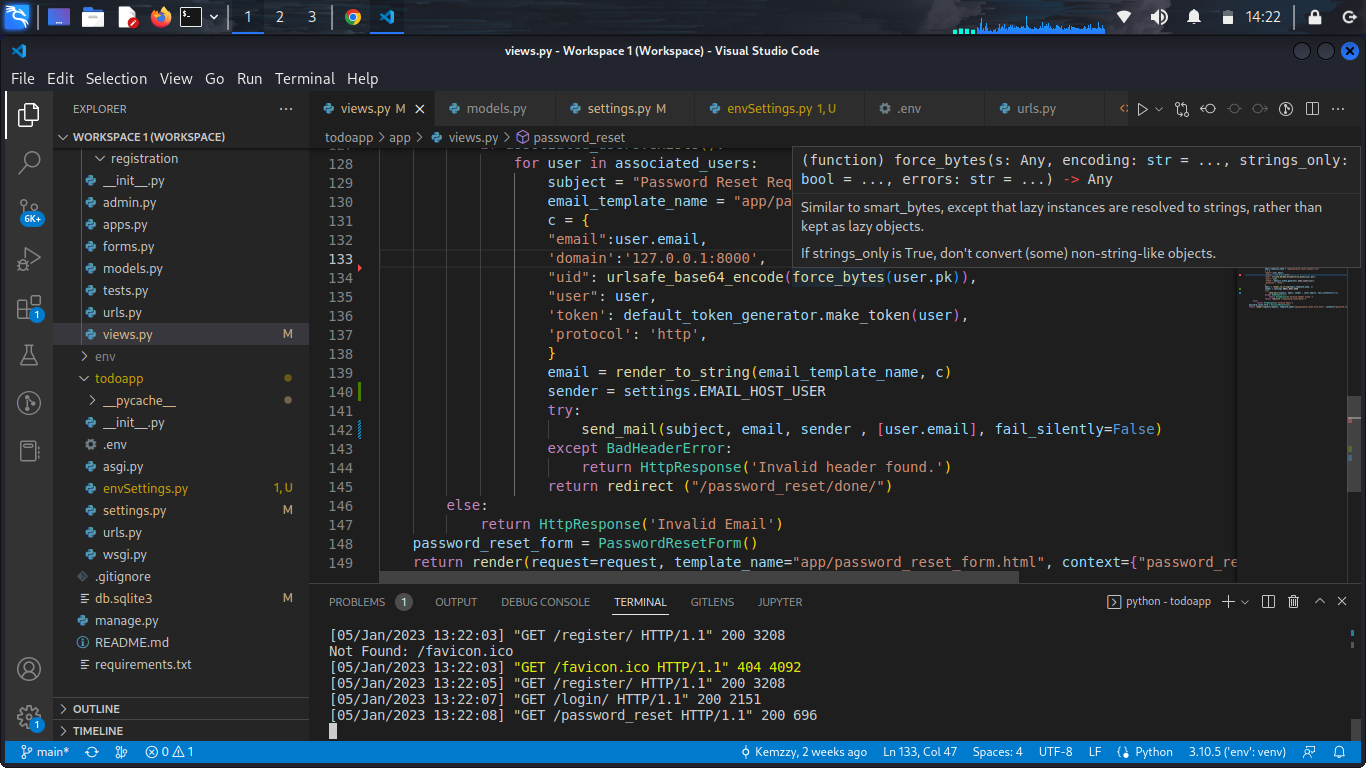 1 2 3 14:22
views.py - Workspace 1 (Workspace) - Visual Studio Code
File Edit Selection View Go Run Terminal Help
EXPLORER
WORKSPACE 1 (WORKSPACE)
registration
__init__.py
admin.py
apps.py
forms.py
models.py
tests.py
urls.py
views.py M
env
todoapp
__pycache__
__init__.py
.env
asgi.py
envSettings.py 1, U
settings.py M
urls.py
wsgi.py
.gitignore
db.sqlite3 M
manage.py
README.md
requirements.txt
OUTLINE
TIMELINE
6K+
1
1
views.py M models.py settings.py M envSettings.py 1, U .env urls.py
todoapp > app > views.py > password_reset
128 for user in associated_users:
129 subject = "Password Reset Req
130 email_template_name = "app/pa
131 c = {
132 "email":user.email,
133 'domain':'127.0.0.1:8000',
134 "uid": urlsafe_base64_encode(force_bytes(user.pk)),
135 "user": user,
136 'token': default_token_generator.make_token(user),
137 'protocol': 'http',
138 }
139 email = render_to_string(email_template_name, c)
140 sender = settings.EMAIL_HOST_USER
141 try:
142 send_mail(subject, email, sender , [user.email], fail_silently=False)
143 except BadHeaderError:
144 return HttpResponse('Invalid header found.')
145 return redirect ("/password_reset/done/")
146 else:
147 return HttpResponse('Invalid Email')
148 password_reset_form = PasswordResetForm()
149 return render(request=request, template_name="app/password_reset_form.html", context={"password_re
(function) force_bytes(s: Any, encoding: str = ..., strings_only:
bool = ..., errors: str = ...) -> Any
Similar to smart_bytes, except that lazy instances are resolved to strings, rather than
kept as lazy objects.
If strings_only is True, don't convert (some) non-string-like objects.
PROBLEMS 1 OUTPUT DEBUG CONSOLE TERMINAL GITLENS JUPYTER python - todoapp
[05/Jan/2023 13:22:03] "GET /register/ HTTP/1.1" 200 3208
Not Found: /favicon.ico
[05/Jan/2023 13:22:03] "GET /favicon.ico HTTP/1.1" 404 4092
[05/Jan/2023 13:22:05] "GET /register/ HTTP/1.1" 200 3208
[05/Jan/2023 13:22:07] "GET /login/ HTTP/1.1" 200 2151
[05/Jan/2023 13:22:08] "GET /password_reset HTTP/1.1" 200 696
main* 0 1 Kemzzy, 2 weeks ago Ln 133, Col 47 Spaces: 4 UTF-8 LF Python 3.10.5 ('env': venv)